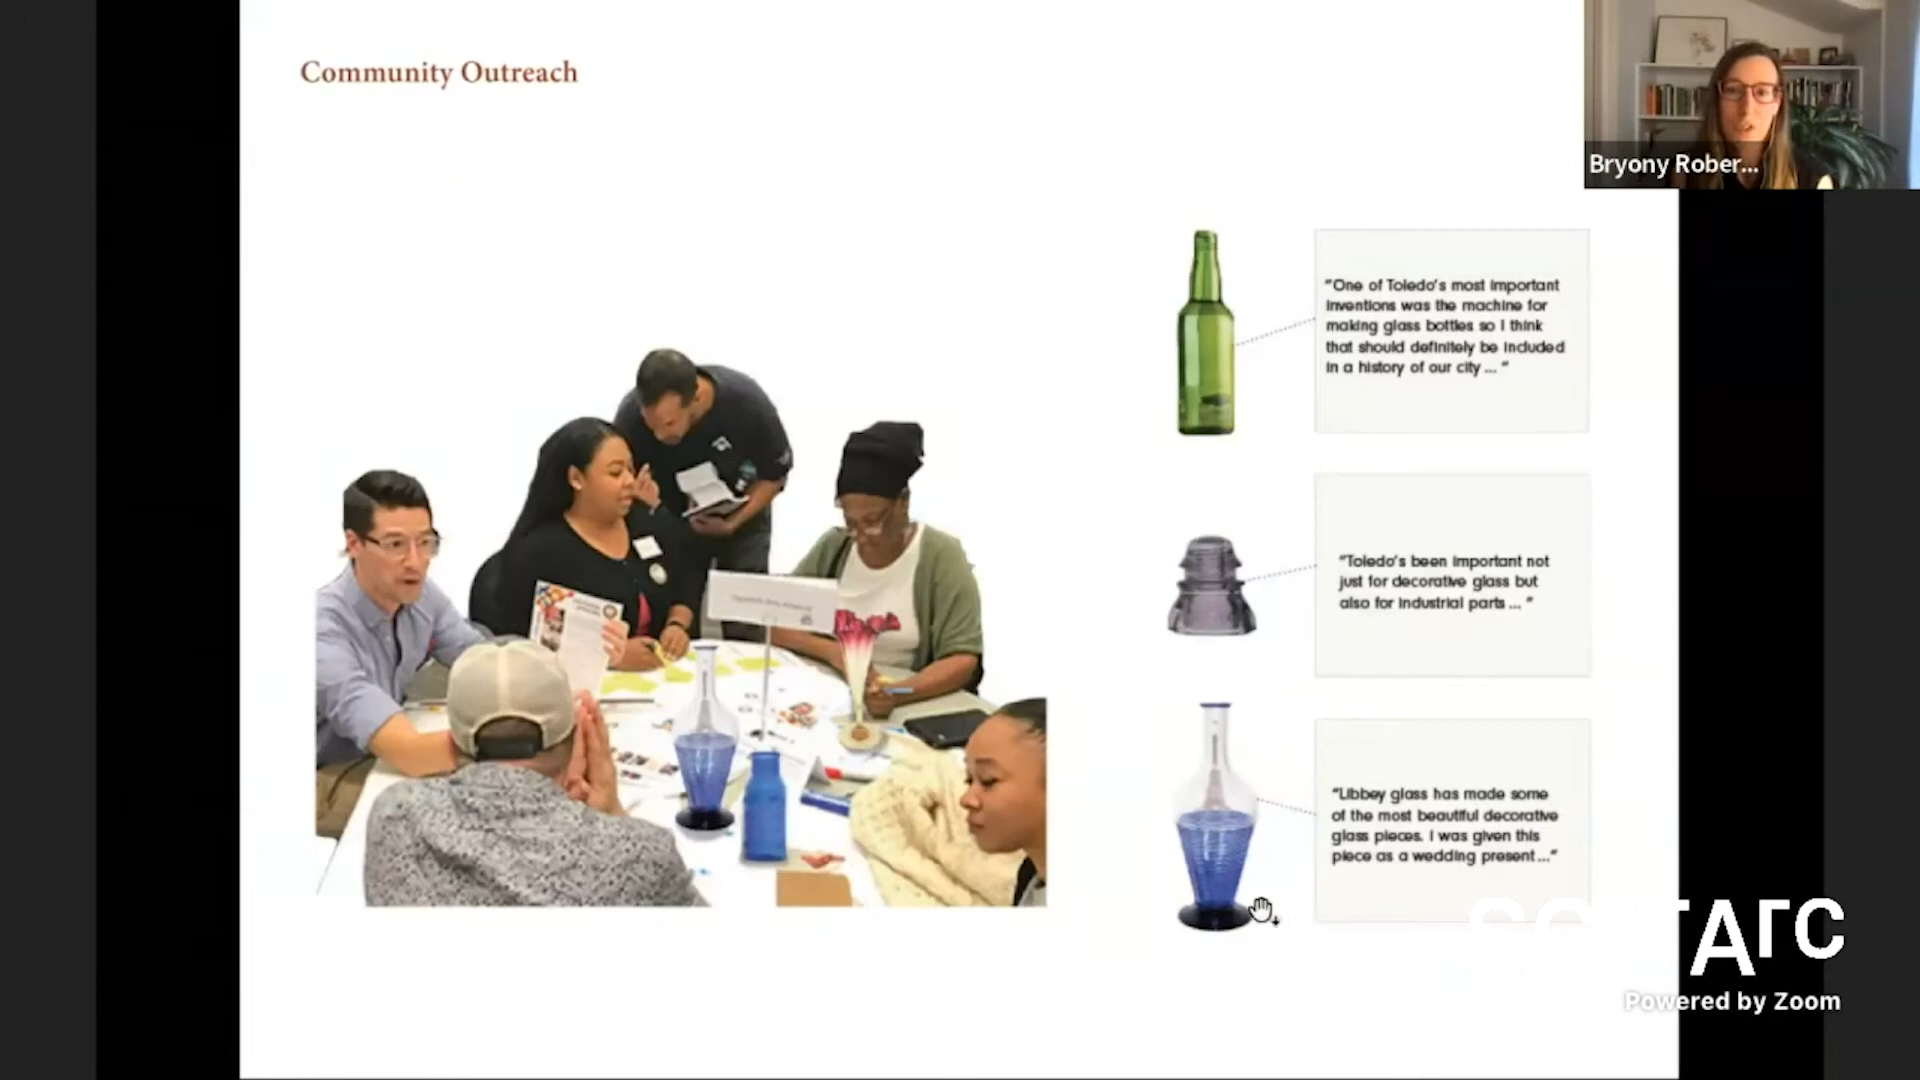 Community Outreach
Bryony Rober...
"One of Toledo's most important
inventions was the machine for
making glass bottles so I think
that should definitely be included
in a history of our city ... "
"Toledo's been important not
just for decorative glass but
also for industrial parts ... "
"Libbey glass has made some
of the most beautiful decorative
glass pieces. I was given this
piece as a wedding present..."
Powered by Zoom